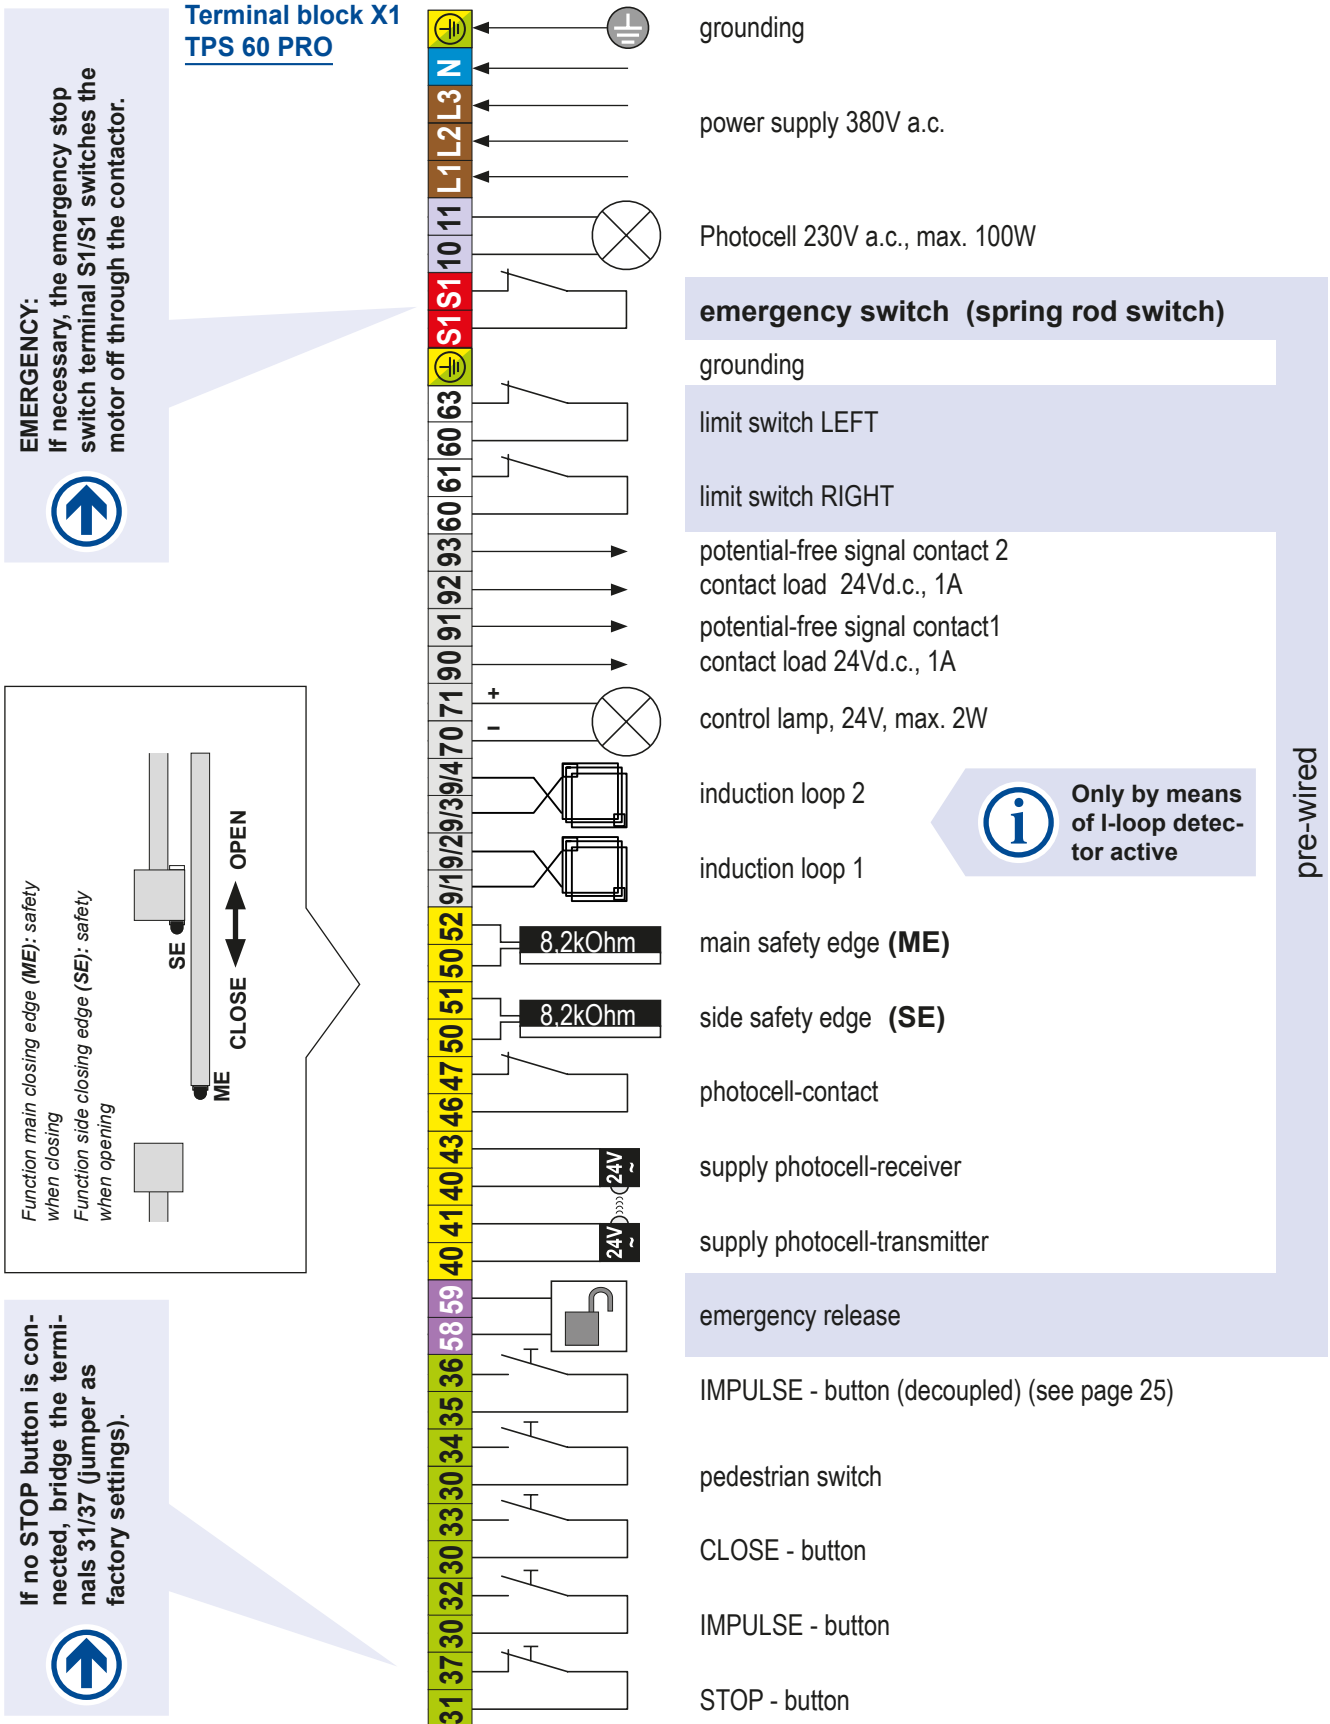 Terminal block X1
TPS 60 PRO
EMERGENCY:
If necessary, the emergency stop
switch terminal S1/S1 switches the
motor off through the contactor.
grounding
N
L3
L2
L1
power supply 380V a.c.
11
10
Photocell 230V a.c., max. 100W
S1
S1
emergency switch (spring rod switch)
grounding
63
60
limit switch LEFT
61
60
limit switch RIGHT
93
92
potential-free signal contact 2
contact load 24Vd.c., 1A
91
90
potential-free signal contact1
contact load 24Vd.c., 1A
71
70
+
–
control lamp, 24V, max. 2W
9/4
9/3
induction loop 2
9/2
9/1
induction loop 1
i
Only by means
of I-loop detec-
tor active
pre-wired
52
50
8,2kOhm
main safety edge (ME)
51
50
8,2kOhm
side safety edge (SE)
47
46
photocell-contact
43
40
24V
~
supply photocell-receiver
41
40
24V
~
supply photocell-transmitter
59
58
emergency release
36
35
IMPULSE - button (decoupled) (see page 25)
34
30
pedestrian switch
33
30
CLOSE - button
32
30
IMPULSE - button
37
31
STOP - button
Function main closing edge (ME): safety
when closing
Function side closing edge (SE): safety
when opening
SE
ME
CLOSE
OPEN
If no STOP button is con-
nected, bridge the termi-
nals 31/37 (jumper as
factory settings).